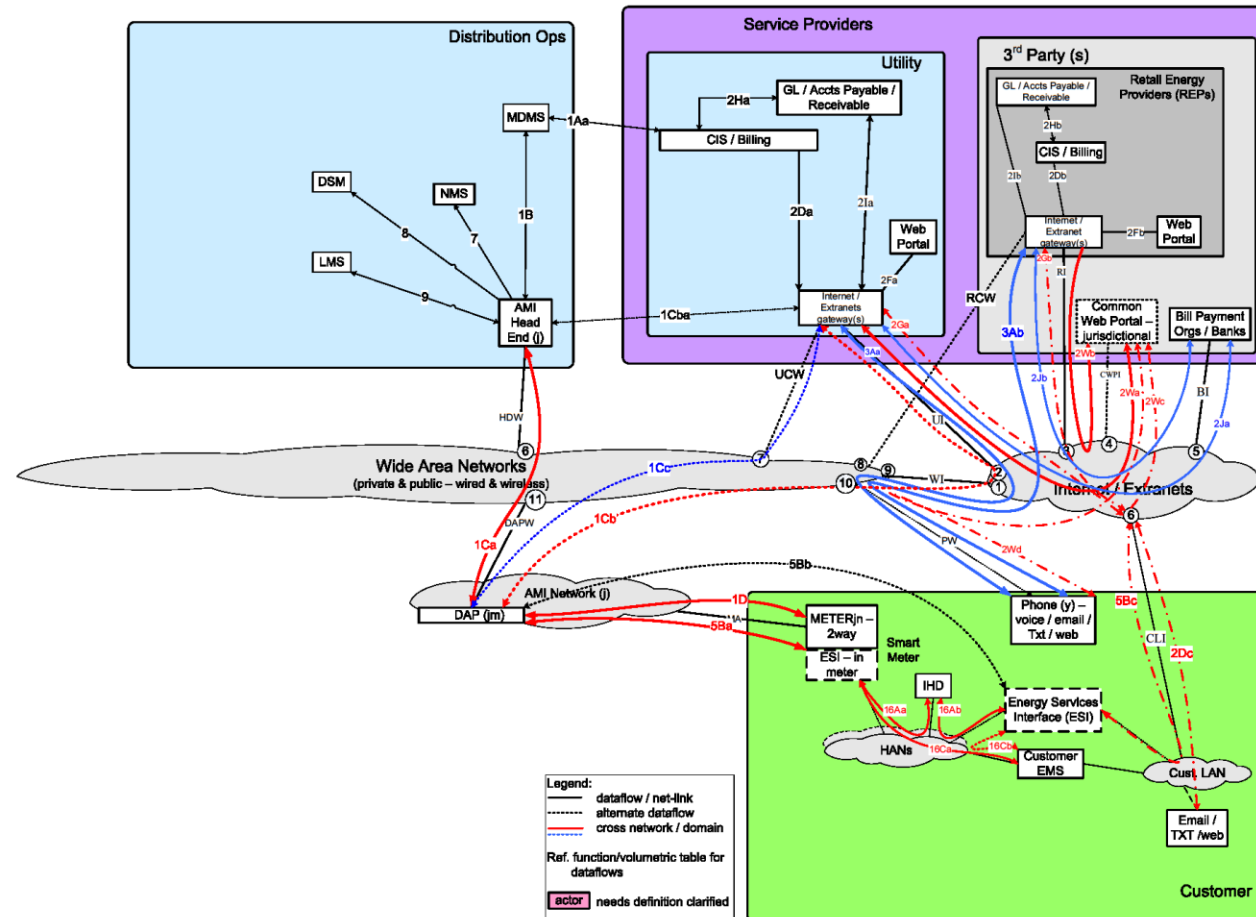 Service Providers
Distribution Ops
Utility
3rd Party (s)
Retail Energy
Providers (REPs)
GL / Accts Payable /
Receivable
GL / Accts Payable /
Receivable
2Ha
2Hb
MDMS
1Aa
CIS / Billing
CIS / Billing
DSM
NMS
1B
2Da
2Ia
2Ib
2Db
8
7
LMS
9
Web
Portal
Internet /
Extranet
gateway(s)
2Fb
Web
Portal
2Fa
2Gb
RI
AMI
Head
End (j)
1Cba
Internet /
Extranets
gateway(s)
RCW
3Ab
Common
Web Portal –
jurisdictional
Bill Payment
Orgs / Banks
2Ga
3Aa
2Wb
CWPI
UCW
2Jb
2Wa
2Wc
BI
2Ja
HDW
UI
6
7
8
9
3
4
5
Wide Area Networks
(private & public – wired & wireless)
1Cc
10
WI
2
1
Internet / Extranets
11
6
DAPW
1Ca
1Cb
PW
2Wd
5Bb
AMI Network (j)
DAP (jm)
1D
5Ba
METERjn –
2way
ESI – in
meter
Smart
Meter
Phone (y) –
voice / email /
Txt / web
5Bc
CLI
2Dc
IHD
16Aa
16Ab
Energy Services
Interface (ESI)
HANs
16Ca
16Cb
Customer
EMS
Cust. LAN
Email /
TXT /web
Customer
Legend:
dataflow / net-link
alternate dataflow
cross network / domain
Ref. function/volumetric table for
dataflows
actor
needs definition clarified